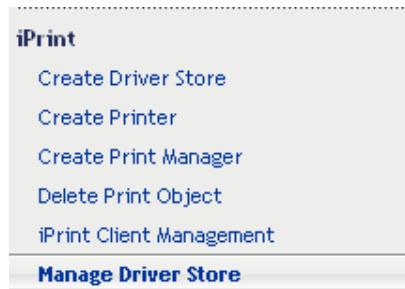 iPrint
Create Driver Store
Create Printer
Create Print Manager
Delete Print Object
iPrint Client Management
Manage Driver Store